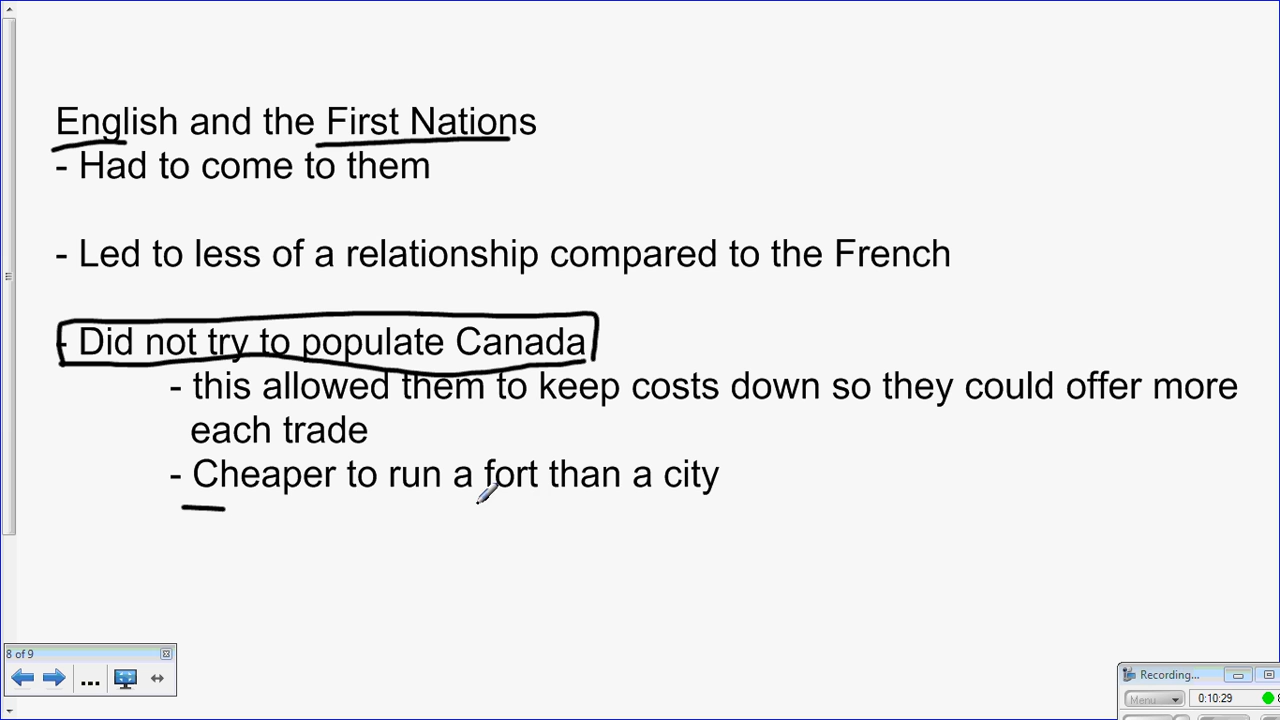 English and the First Nations
- Had to come to them
- Led to less of a relationship compared to the French
- Did not try to populate Canada
- this allowed them to keep costs down so they could offer more
each trade
- Cheaper to run a fort than a city
8 of 9
...
Recording...
Menu
0:10:29